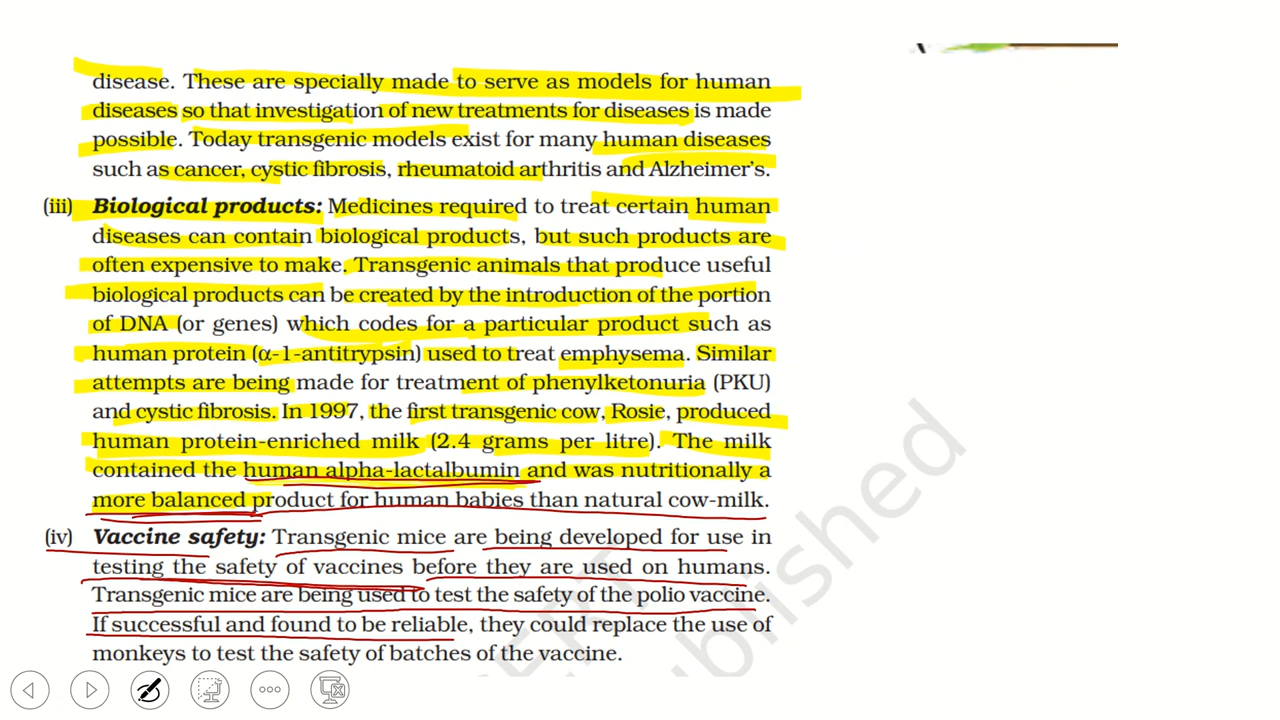 disease. These are specially made to serve as models for human
diseases so that investigation of new treatments for diseases is made
possible. Today transgenic models exist for many human diseases
such as cancer, cystic fibrosis, rheumatoid arthritis and Alzheimer's.
(iii) Biological products: Medicines required to treat certain human
diseases can contain biological products, but such products are
often expensive to make. Transgenic animals that produce useful
biological products can be created by the introduction of the portion
of DNA (or genes) which codes for a particular product such as
human protein (α-1-antitrypsin) used to treat emphysema. Similar
attempts are being made for treatment of phenylketonuria (PKU)
and cystic fibrosis. In 1997, the first transgenic cow, Rosie, produced
human protein-enriched milk (2.4 grams per litre). The milk
contained the human alpha-lactalbumin and was nutritionally a
more balanced product for human babies than natural cow-milk.
(iv) Vaccine safety: Transgenic mice are being developed for use in
testing the safety of vaccines before they are used on humans.
Transgenic mice are being used to test the safety of the polio vaccine.
If successful and found to be reliable, they could replace the use of
monkeys to test the safety of batches of the vaccine.